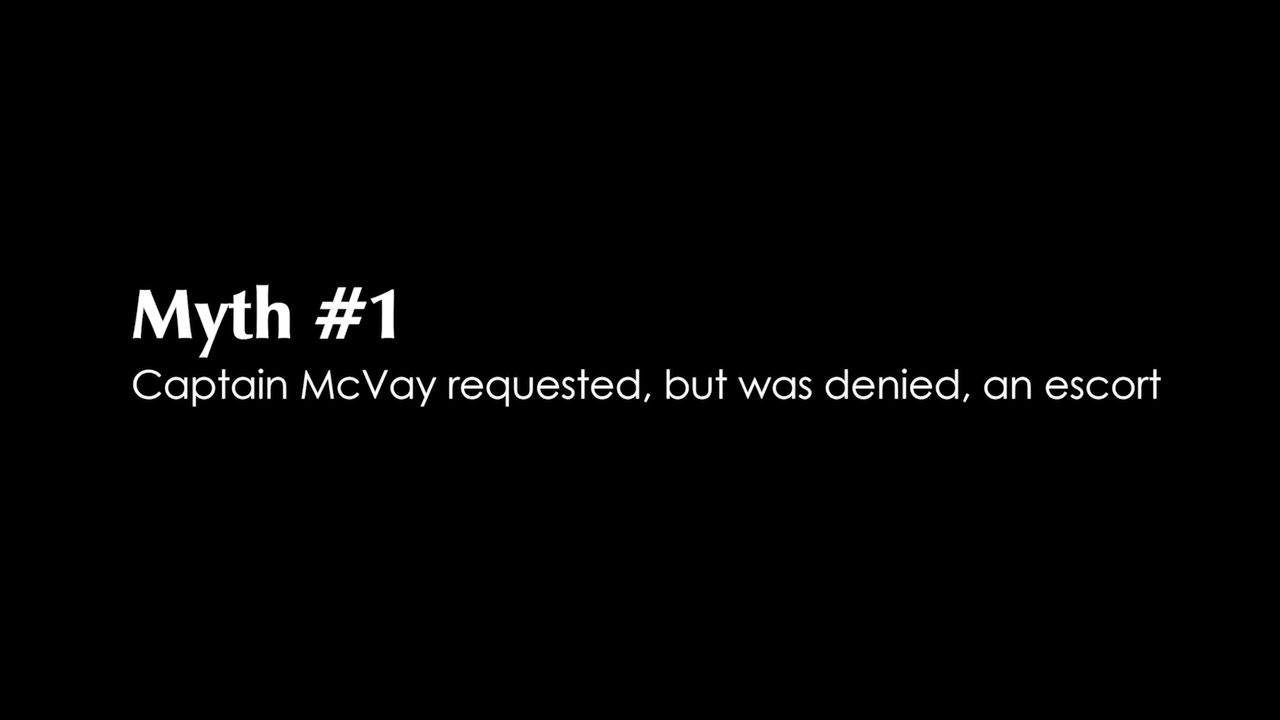 Myth #1
Captain McVay requested, but was denied, an escort